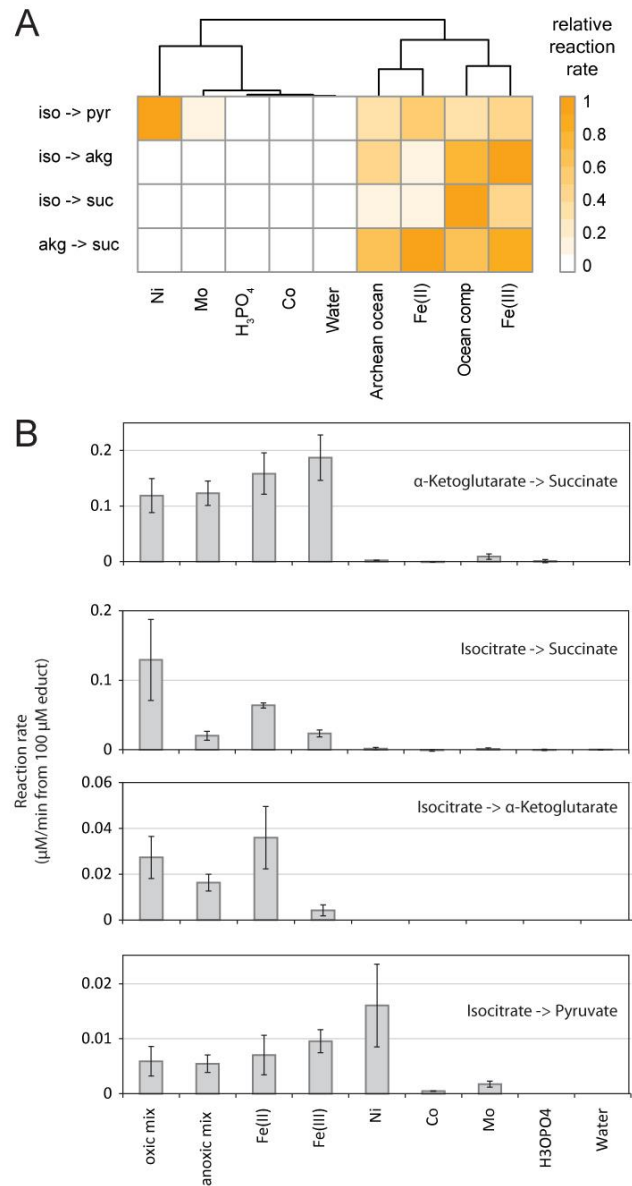 A
relative
reaction
rate
iso -> pyr
iso -> akg
iso -> suc
akg -> suc
1
0.8
0.6
0.4
0.2
0
Ni
Mo
H₃PO₄
Co
Water
Archean ocean
Fe(II)
Ocean comp
Fe(III)
B
Reaction rate
(μM/min from 100 μM educt)
0.2
0.1
0
α-Ketoglutarate -> Succinate
0.2
0.1
0
Isocitrate -> Succinate
0.06
0.04
0.02
0
Isocitrate -> α-Ketoglutarate
0.02
0.01
0
Isocitrate -> Pyruvate
oxic mix
anoxic mix
Fe(II)
Fe(III)
Ni
Co
Mo
H3OPO4
Water